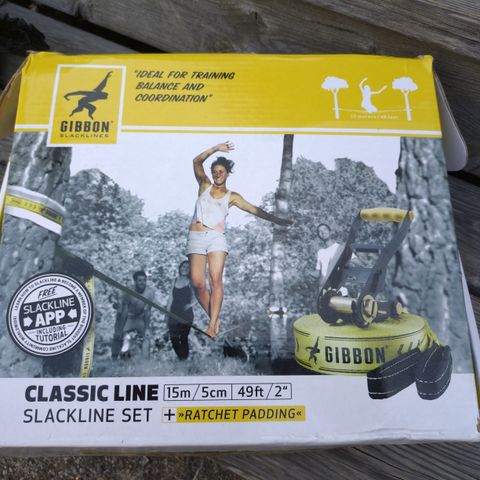 "IDEAL FOR TRAINING
BALANCE AND
COORDINATION"
GIBBON
SLACKLINES
FREE
SLACKLINE
APP
INCLUDING
TUTORIAL
GIBBON
CLASSIC LINE
15m/5cm
49ft/2"
SLACKLINE SET
+ »RATCHET PADDING«